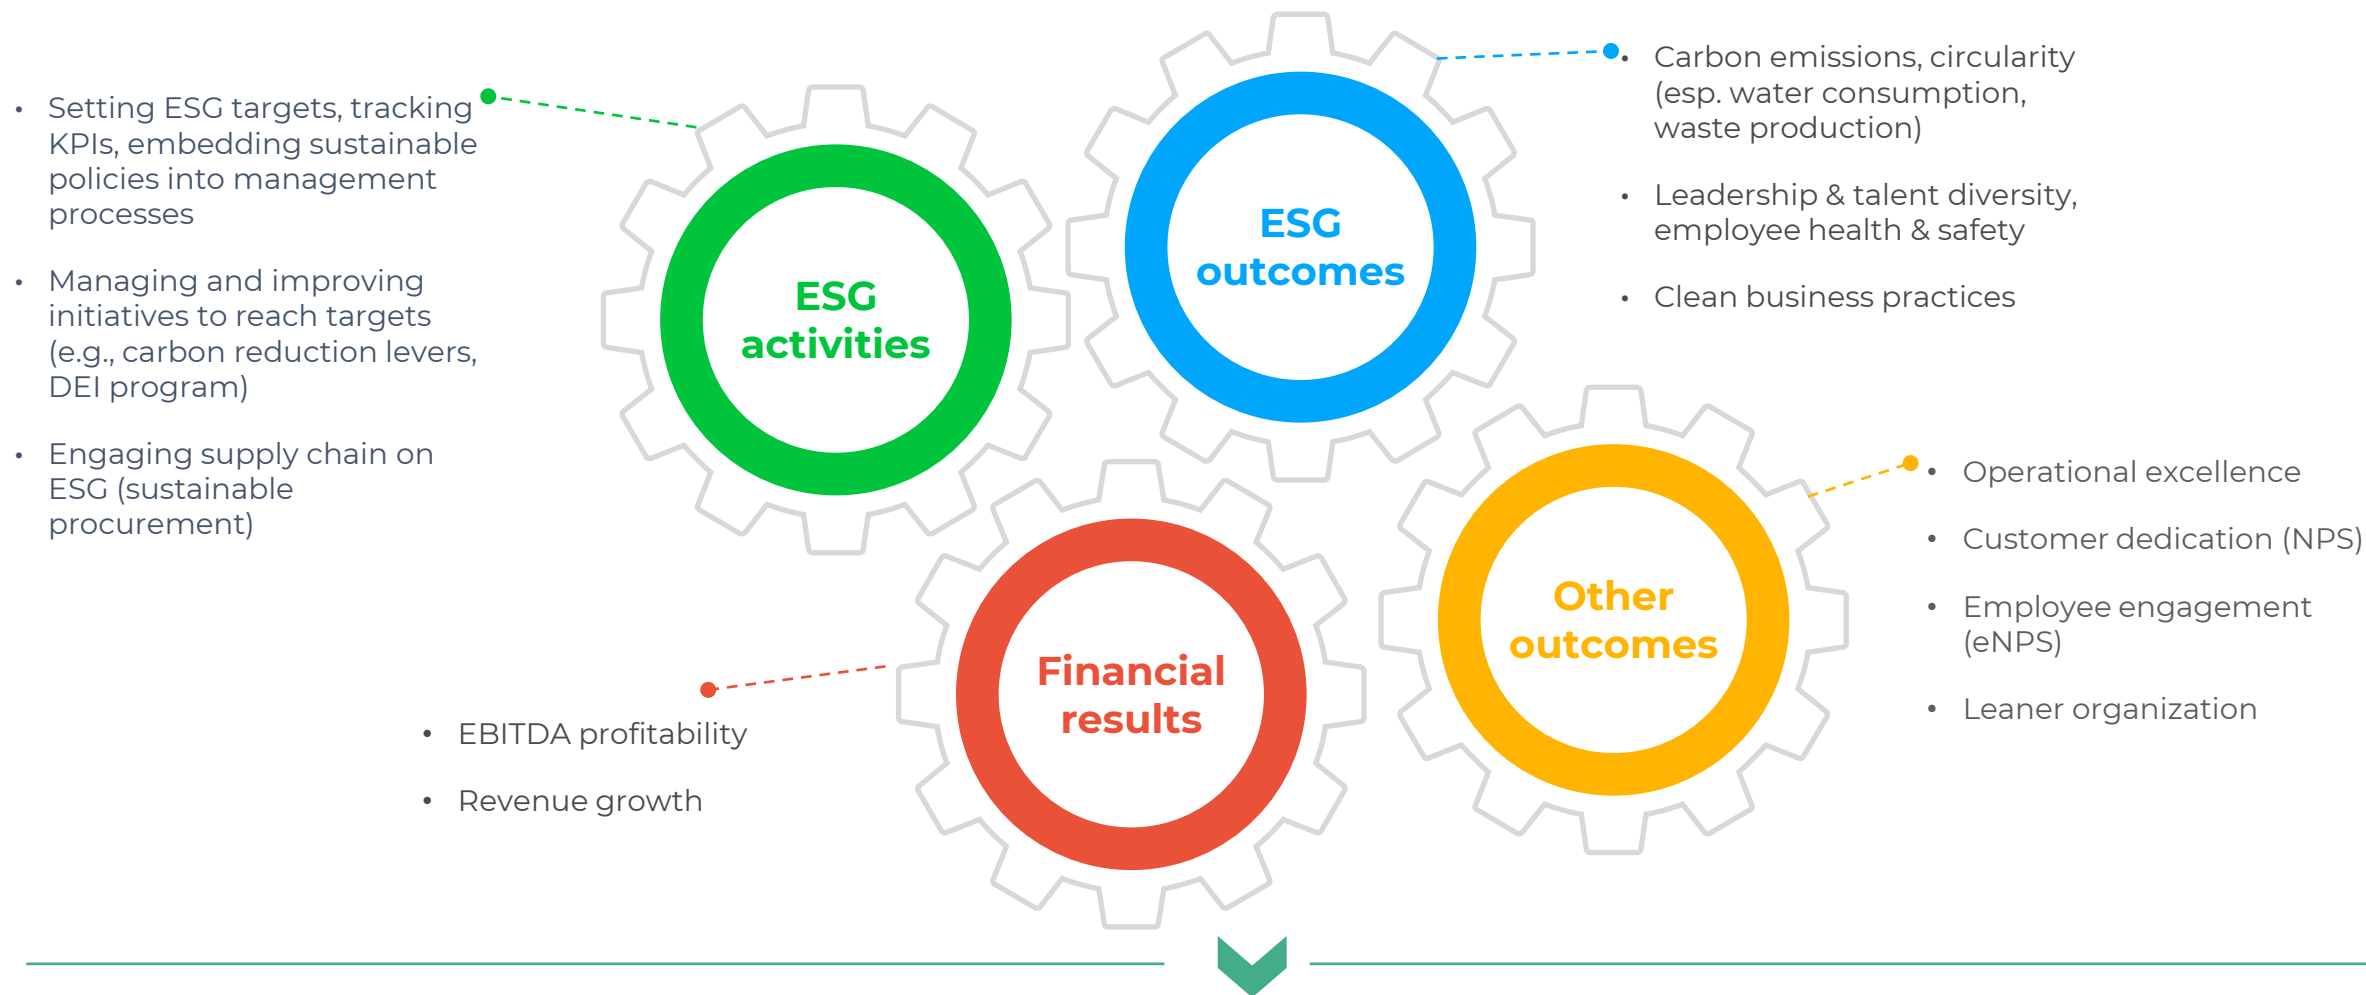 • Setting ESG targets, tracking
KPIs, embedding sustainable
policies into management
processes
• Managing and improving
initiatives to reach targets
(e.g., carbon reduction levers,
DEI program)
• Engaging supply chain on
ESG (sustainable
procurement)
ESG
activities
ESG
outcomes
• Carbon emissions, circularity
(esp. water consumption,
waste production)
• Leadership & talent diversity,
employee health & safety
• Clean business practices
Financial
results
• EBITDA profitability
• Revenue growth
Other
outcomes
• Operational excellence
• Customer dedication (NPS)
• Employee engagement
(eNPS)
• Leaner organization